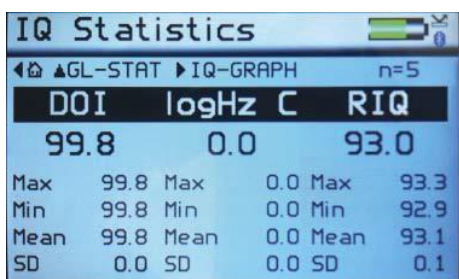 IQ Statistics
GL-STAT IQ-GRAPH n=5
DOI logHz C RIQ
99.8 0.0 93.0
Max 99.8 Max 0.0 Max 93.3
Min 99.8 Min 0.0 Min 92.9
Mean 99.8 Mean 0.0 Mean 93.1
SD 0.0 SD 0.0 SD 0.1